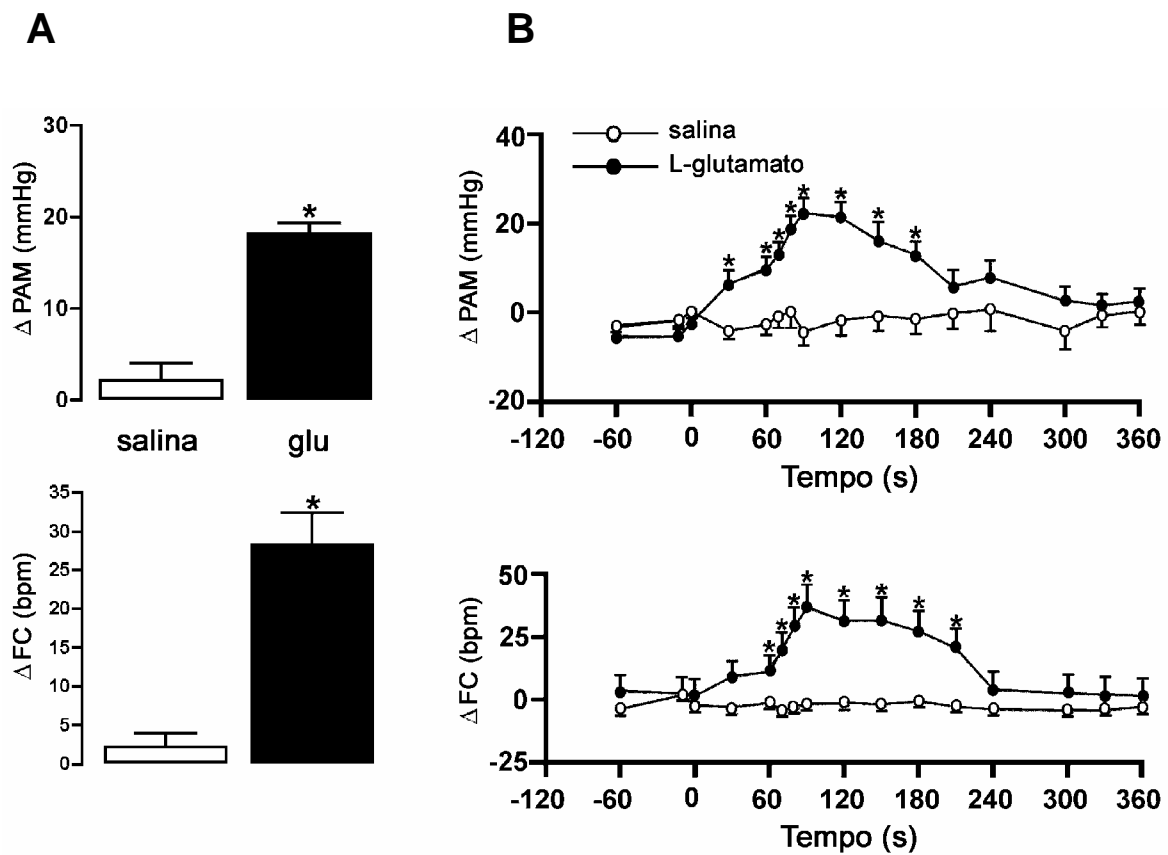 A
B
30
20
10
0
Δ PAM (mmHg)
*
salina
glu
35
30
25
20
15
10
5
0
Δ FC (bpm)
*
salina
L-glutamato
40
20
0
-20
Δ PAM (mmHg)
* * * * * * * *
-120 -60 0 60 120 180 240 300 360
Tempo (s)
50
25
0
-25
Δ FC (bpm)
* * * * * * * *
-120 -60 0 60 120 180 240 300 360
Tempo (s)